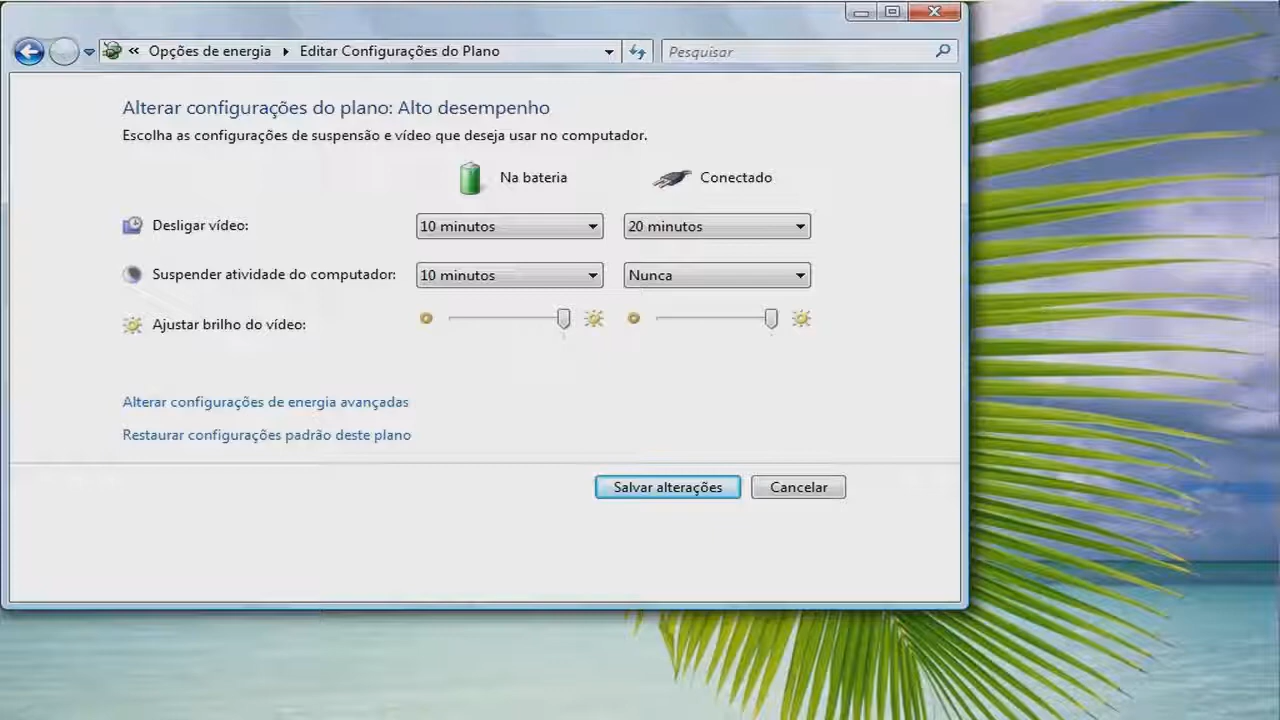 « Opções de energia Editar Configurações do Plano Pesquisar
Alterar configurações do plano: Alto desempenho
Escolha as configurações de suspensão e vídeo que deseja usar no computador.
Na bateria Conectado
Desligar vídeo: 10 minutos 20 minutos
Suspender atividade do computador: 10 minutos Nunca
Ajustar brilho do vídeo:
Alterar configurações de energia avançadas
Restaurar configurações padrão deste plano
Salvar alterações Cancelar